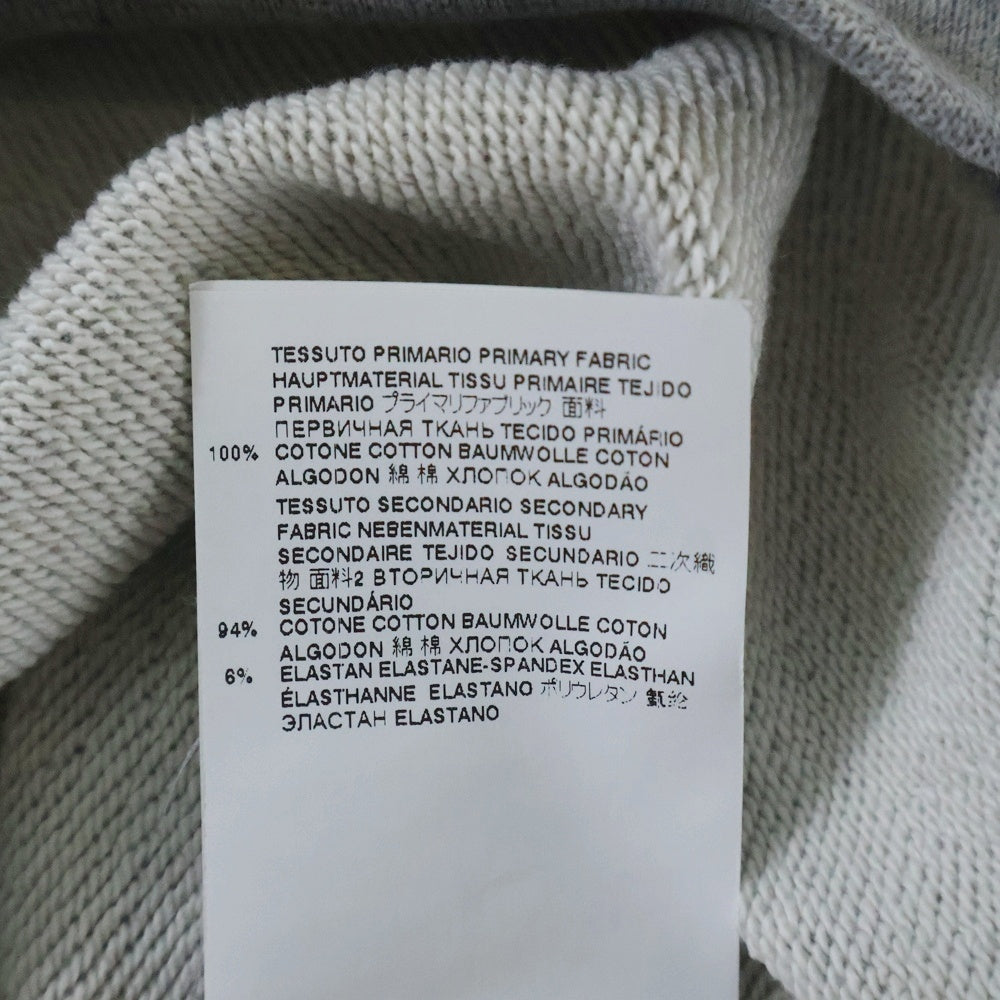 TESSUTO PRIMARIO PRIMARY FABRIC
HAUPTMATERIAL TISSU PRIMAIRE TEJIDO
PRIMARIO プライマリファブリック 面料
ПЕРВИЧНАЯ ТКАНЬ TECIDO PRIMÁRIO
100% COTONE COTTON BAUMWOLLE COTON
ALGODON 綿 棉 ХЛОПОК ALGODÃO
TESSUTO SECONDARIO SECONDARY
FABRIC NEBENMATERIAL TISSU
SECONDAIRE TEJIDO SECUNDARIO 二次織
物 面料2 ВТОРИЧНАЯ ТКАНЬ TECIDO
SECUNDÁRIO
94% COTONE COTTON BAUMWOLLE COTON
ALGODON 綿 棉 ХЛОПОК ALGODÃO
6% ELASTAN ELASTANE-SPANDEX ELASTHAN
ÉLASTHANNE ELASTANO ポリウレタン
ЭЛАСТАН ELASTANO